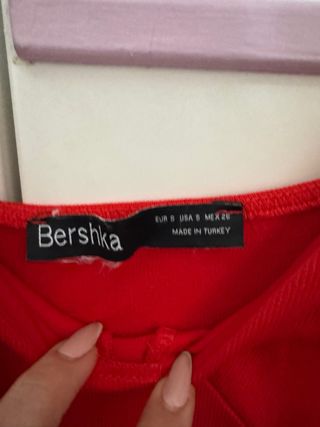 Bershka
EUR S USA S MEX 26
MADE IN TURKEY